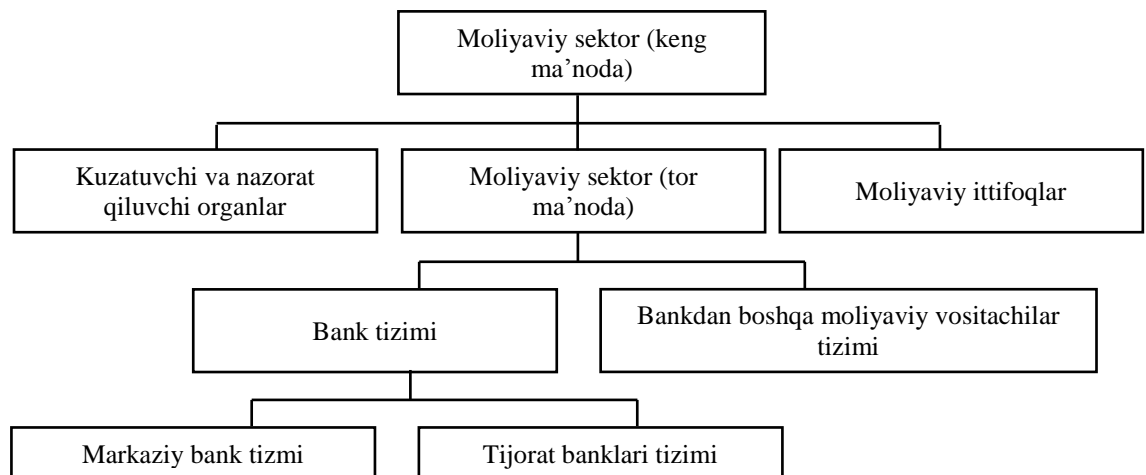 Moliyaviy sektor (keng
ma’noda)
Kuzatuvchi va nazorat
qiluvchi organlar
Moliyaviy sektor (tor
ma’noda)
Moliyaviy ittifoqlar
Bank tizimi
Bankdan boshqa moliyaviy vositachilar
tizimi
Markaziy bank tizmi
Tijorat banklari tizimi